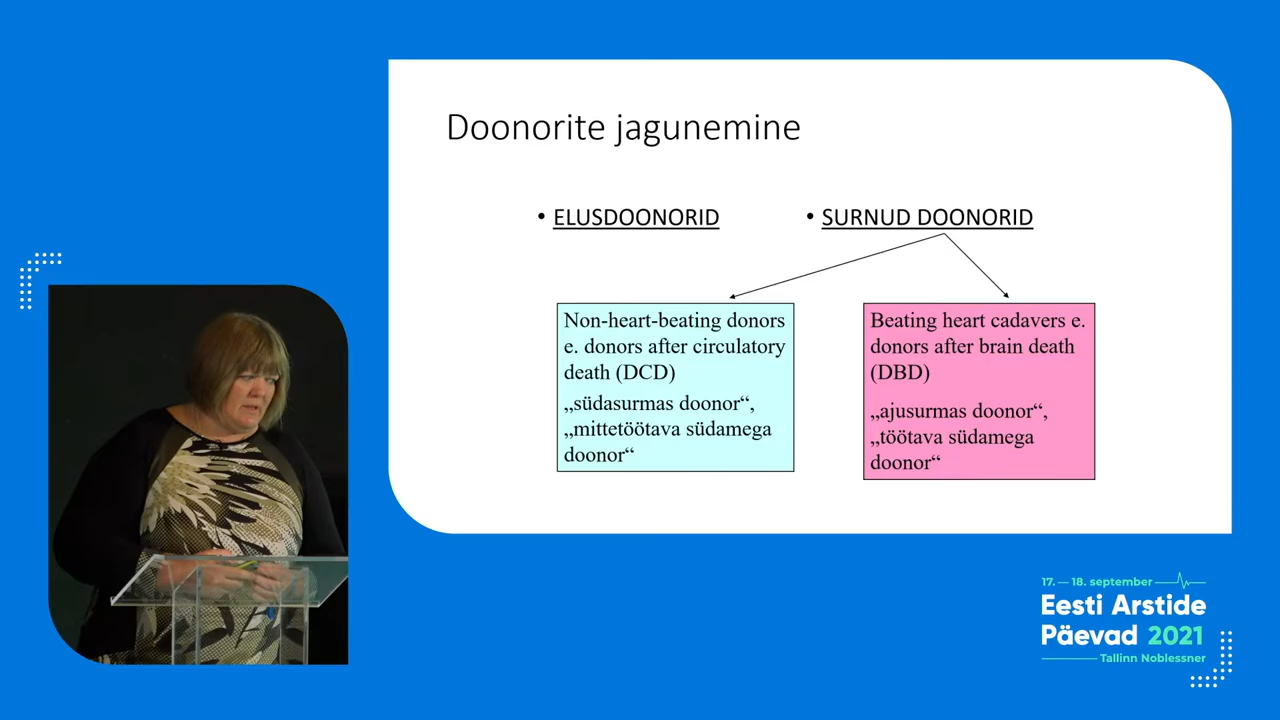 Doonorite jagunemine
• ELUSDOONORID
• SURNUD DOONORID
Non-heart-beating donors
e. donors after circulatory
death (DCD)
„südasurmas doonor“,
„mittetöötava südamega
doonor“
Beating heart cadavers e.
donors after brain death
(DBD)
„ajusurmas doonor“,
„töötava südamega
doonor“
17. — 18. september
Eesti Arstide
Päevad 2021
Tallinn Noblessner